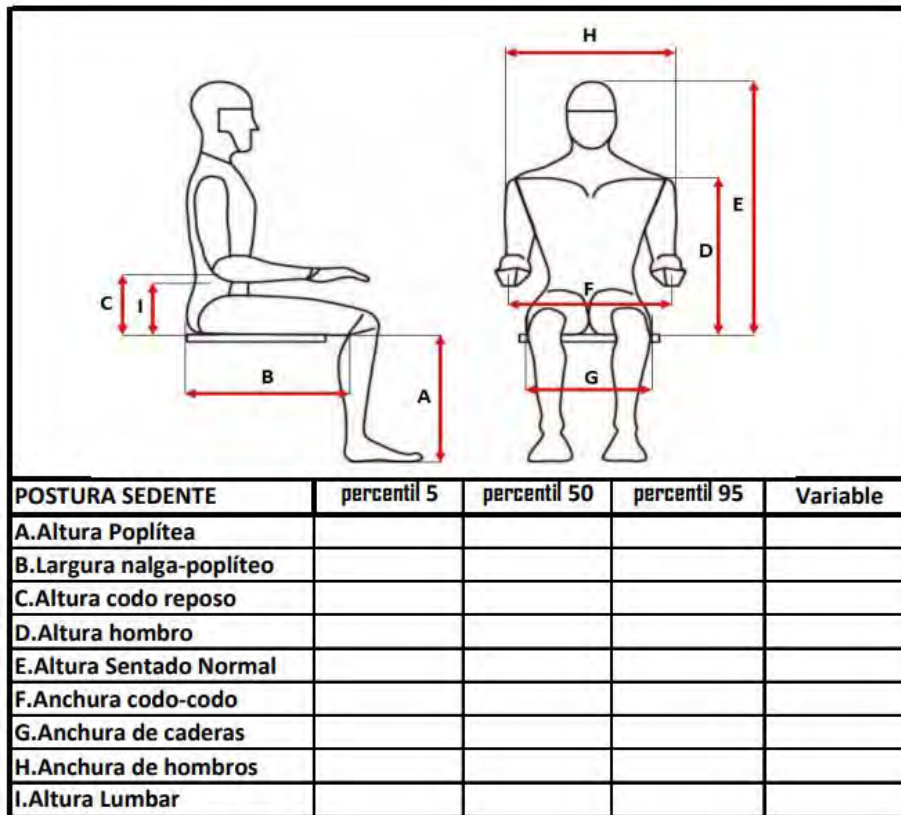 H
E
D
C
I
F
B
A
G
POSTURA SEDENTE percentil 5 percentil 50 percentil 95 Variable
A.Altura Poplítea
B.Largura nalga-poplíteo
C.Altura codo reposo
D.Altura hombro
E.Altura Sentado Normal
F.Anchura codo-codo
G.Anchura de caderas
H.Anchura de hombros
I.Altura Lumbar